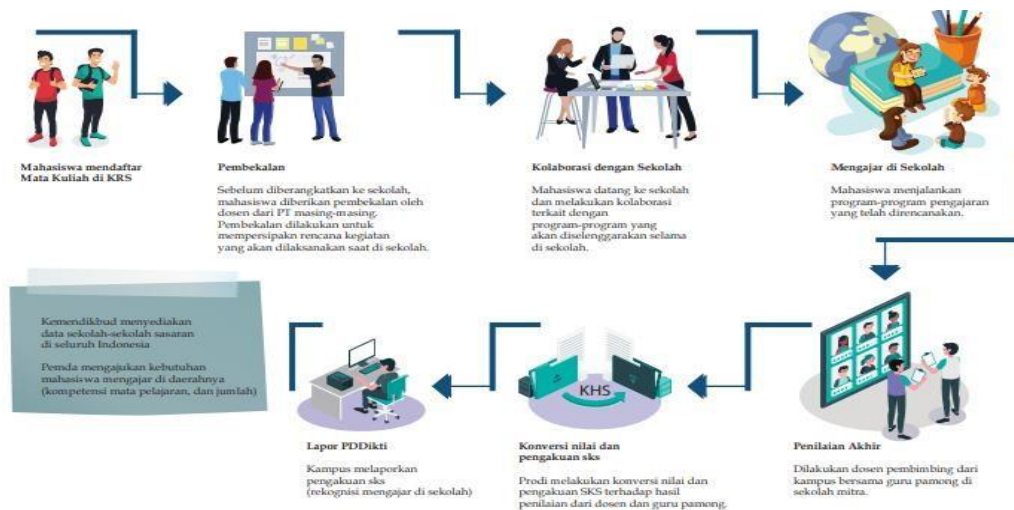 Mahasiswa mendaftar
Mata Kuliah di KRS
Pembekalan
Sebelum diberangkatkan ke sekolah,
mahasiswa diberikan pembekalan oleh
dosen dari PT masing-masing.
Pembekalan dilakukan untuk
mempersipakn rencana kegiatan
yang akan dilaksanakan saat di sekolah.
Kolaborasi dengan Sekolah
Mahasiswa datang ke sekolah
dan melakukan kolaborasi
terkait dengan
program-program yang
akan diselenggarakan selama
di sekolah.
Mengajar di Sekolah
Mahasiswa menjalankan
program-program pengajaran
yang telah direncanakan.
Kemendikbud menyediakan
data sekolah-sekolah sasaran
di seluruh Indonesia
Pemda mengajukan kebutuhan
mahasiswa mengajar di daerahnya
(kompetensi mata pelajaran, dan jumlah)
Lapor PDDikti
Kampus melaporkan
pengakuan sks
(rekognisi mengajar di sekolah)
KHS
Konversi nilai dan
pengakuan sks
Prodi melakukan konversi nilai dan
pengakuan SKS terhadap hasil
penilaian dari dosen dan guru pamong.
Penilaian Akhir
Dilakukan dosen pembimbing dari
kampus bersama guru pamong di
sekolah mitra.